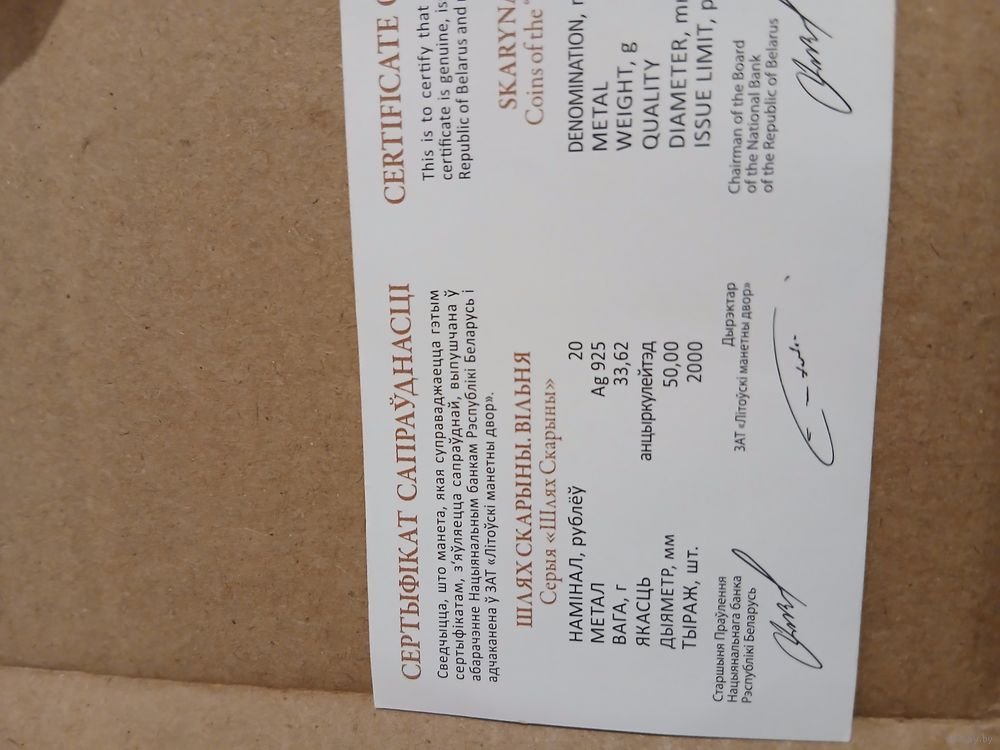 СЕРТЫФІКАТ САПРАЎДНАСЦІ
Сведчыцца, што манета, якая суправаджаецца гэтым
сертыфікатам, з'яўляецца сапраўднай, выпушчана ў
абарачэнне Нацыянальным банкам Рэспублікі Беларусь і
адчаканена ў ЗАТ «Літоўскі манетны двор».
ШЛЯХ СКАРЫНЫ. ВІЛЬНЯ
Серыя «Шлях Скарыны»
НАМІНАЛ, рублёў 20
МЕТАЛ Ag 925
ВАГА, г 33,62
ЯКАСЦЬ анцыркулейтэд
ДЫЯМЕТР, мм 50,00
ТЫРАЖ, шт. 2000
Старшыня Праўлення
Нацыянальнага банка
Рэспублікі Беларусь
Дырэктар
ЗАТ «Літоўскі манетны двор»
CERTIFICATE
This is to certify that
certificate is genuine, is
Republic of Belarus and
SKARYN
Coins of the
DENOMINATION,
METAL
WEIGHT, g
QUALITY
DIAMETER,
ISSUE LIMIT,
Chairman of the Board
of the National Bank
of the Republic of Belarus